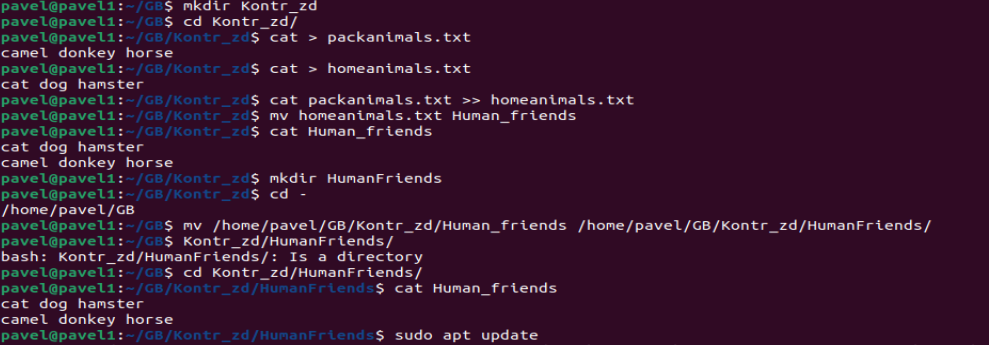 pavel@pavel1:~/GB$ mkdir Kontr_zd
pavel@pavel1:~/GB$ cd Kontr_zd/
pavel@pavel1:~/GB/Kontr_zd$ cat > packanimals.txt
camel donkey horse
pavel@pavel1:~/GB/Kontr_zd$ cat > homeanimals.txt
cat dog hamster
pavel@pavel1:~/GB/Kontr_zd$ cat packanimals.txt >> homeanimals.txt
pavel@pavel1:~/GB/Kontr_zd$ mv homeanimals.txt Human_friends
pavel@pavel1:~/GB/Kontr_zd$ cat Human_friends
cat dog hamster
camel donkey horse
pavel@pavel1:~/GB/Kontr_zd$ mkdir HumanFriends
pavel@pavel1:~/GB/Kontr_zd$ cd -
/home/pavel/GB
pavel@pavel1:~/GB$ mv /home/pavel/GB/Kontr_zd/Human_friends /home/pavel/GB/Kontr_zd/HumanFriends/
pavel@pavel1:~/GB$ Kontr_zd/HumanFriends/
bash: Kontr_zd/HumanFriends/: Is a directory
pavel@pavel1:~/GB$ cd Kontr_zd/HumanFriends/
pavel@pavel1:~/GB/Kontr_zd/HumanFriends$ cat Human_friends
cat dog hamster
camel donkey horse
pavel@pavel1:~/GB/Kontr_zd/HumanFriends$ sudo apt update